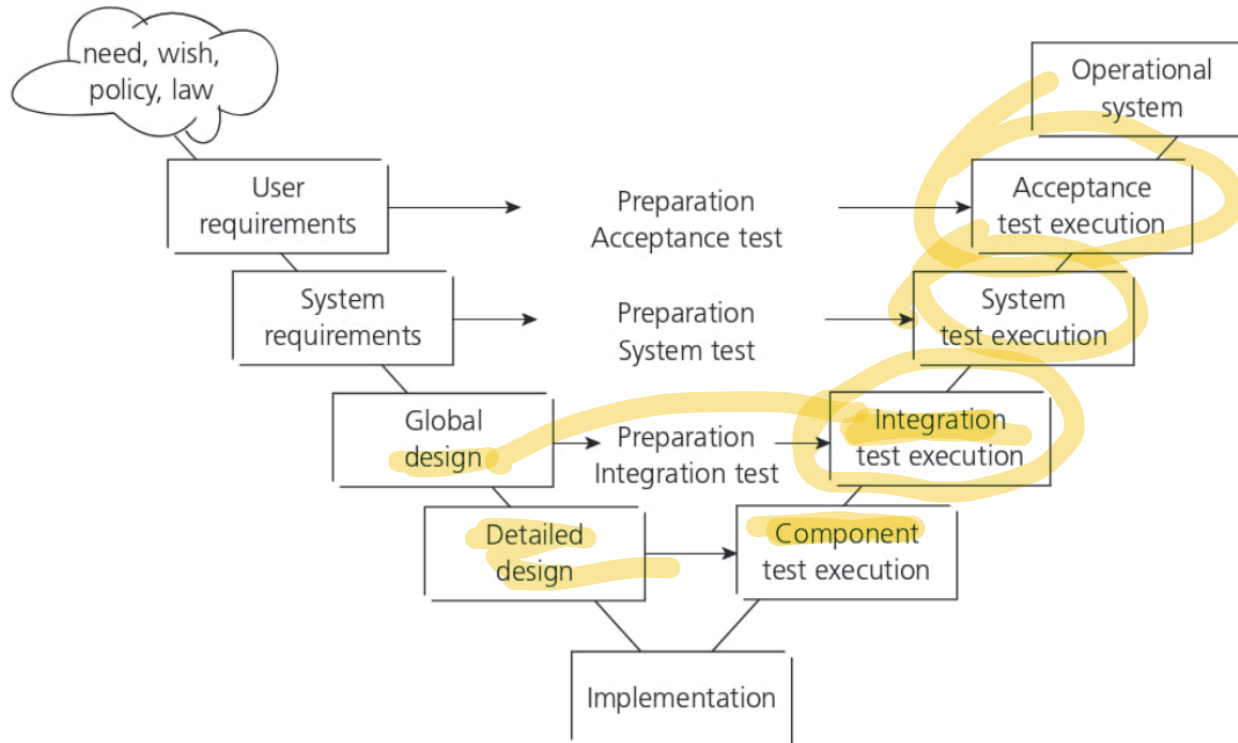 need, wish,
policy, law
Operational
system
User
requirements
Preparation
Acceptance test
Acceptance
test execution
System
requirements
Preparation
System test
System
test execution
Global
design
Preparation
Integration test
Integration
test execution
Detailed
design
Component
test execution
Implementation